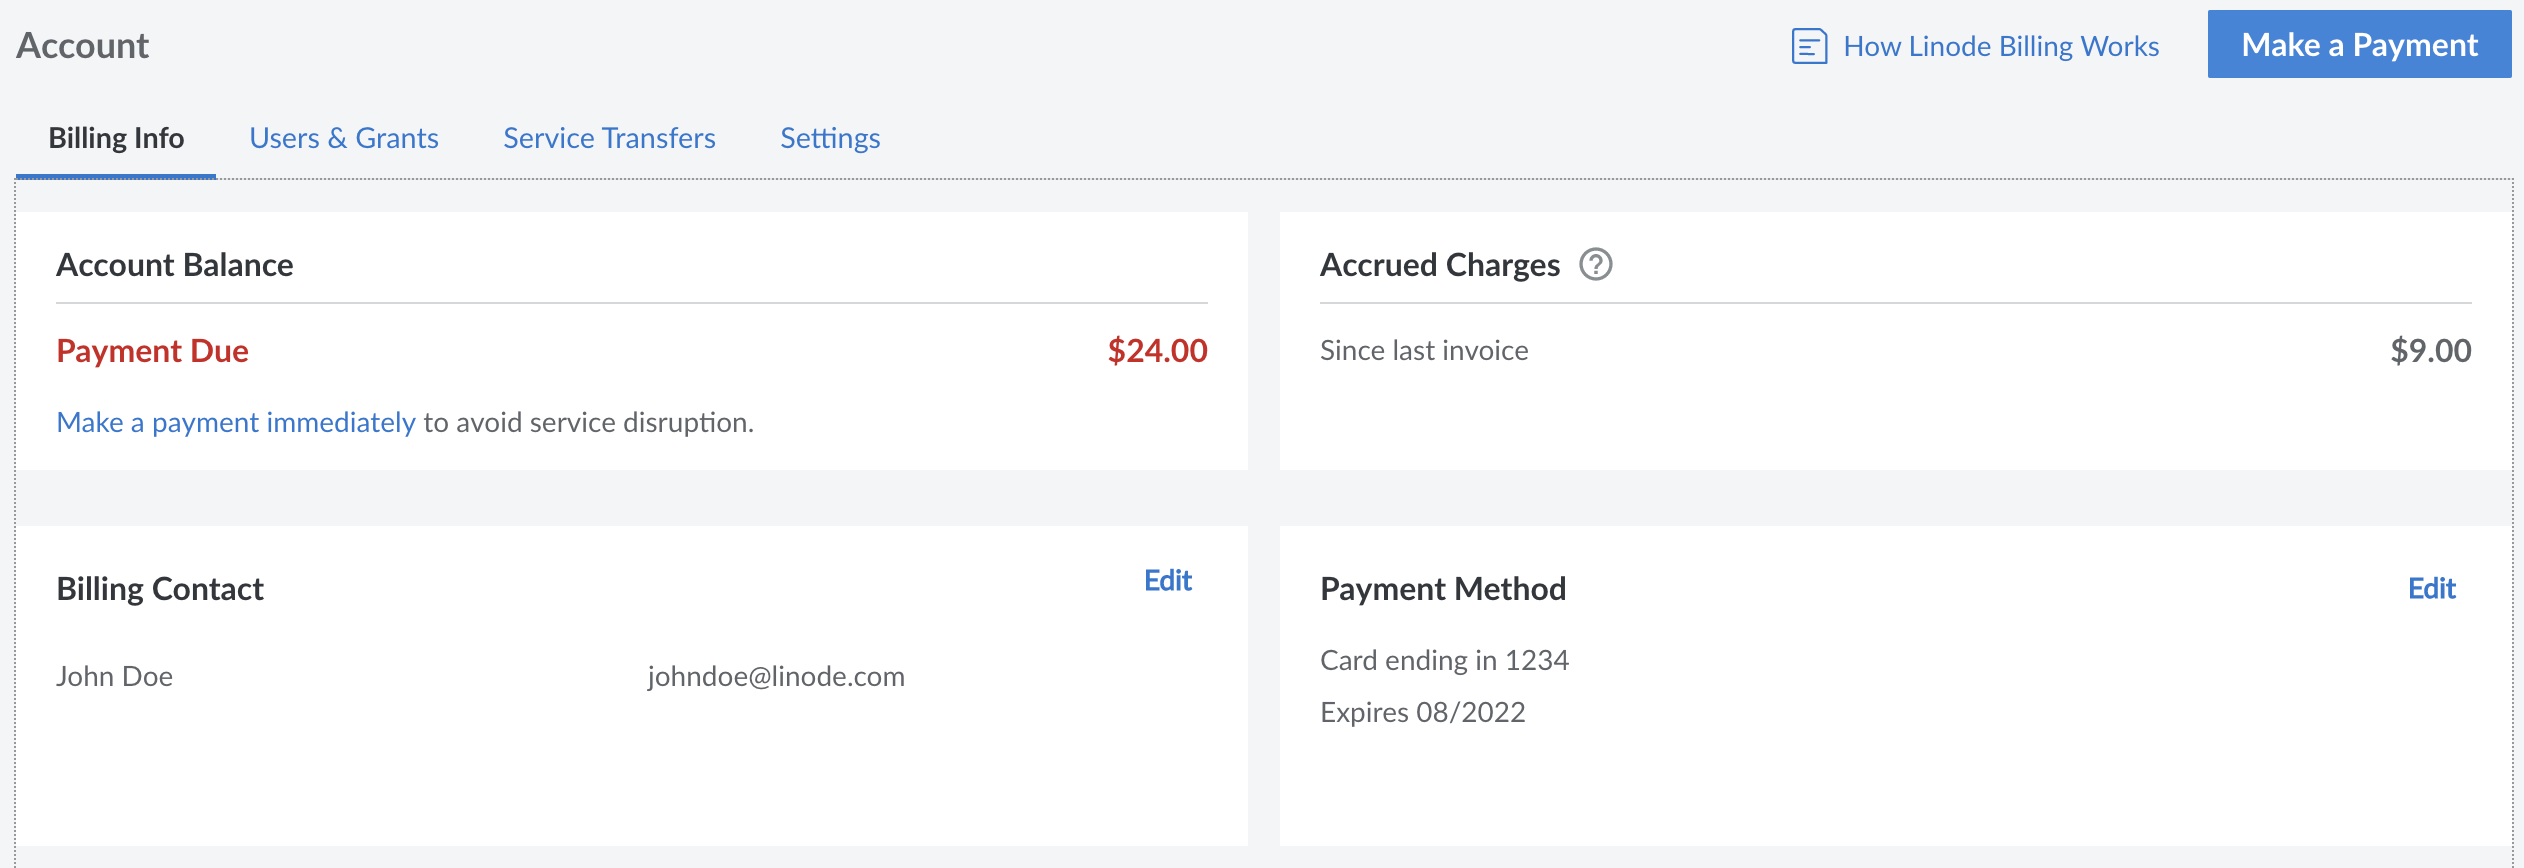 Account
How Linode Billing Works
Make a Payment
Billing Info
Users & Grants
Service Transfers
Settings
Account Balance
Payment Due
$24.00
Make a payment immediately to avoid service disruption.
Accrued Charges ?
Since last invoice
$9.00
Billing Contact
Edit
John Doe
johndoe@linode.com
Payment Method
Edit
Card ending in 1234
Expires 08/2022